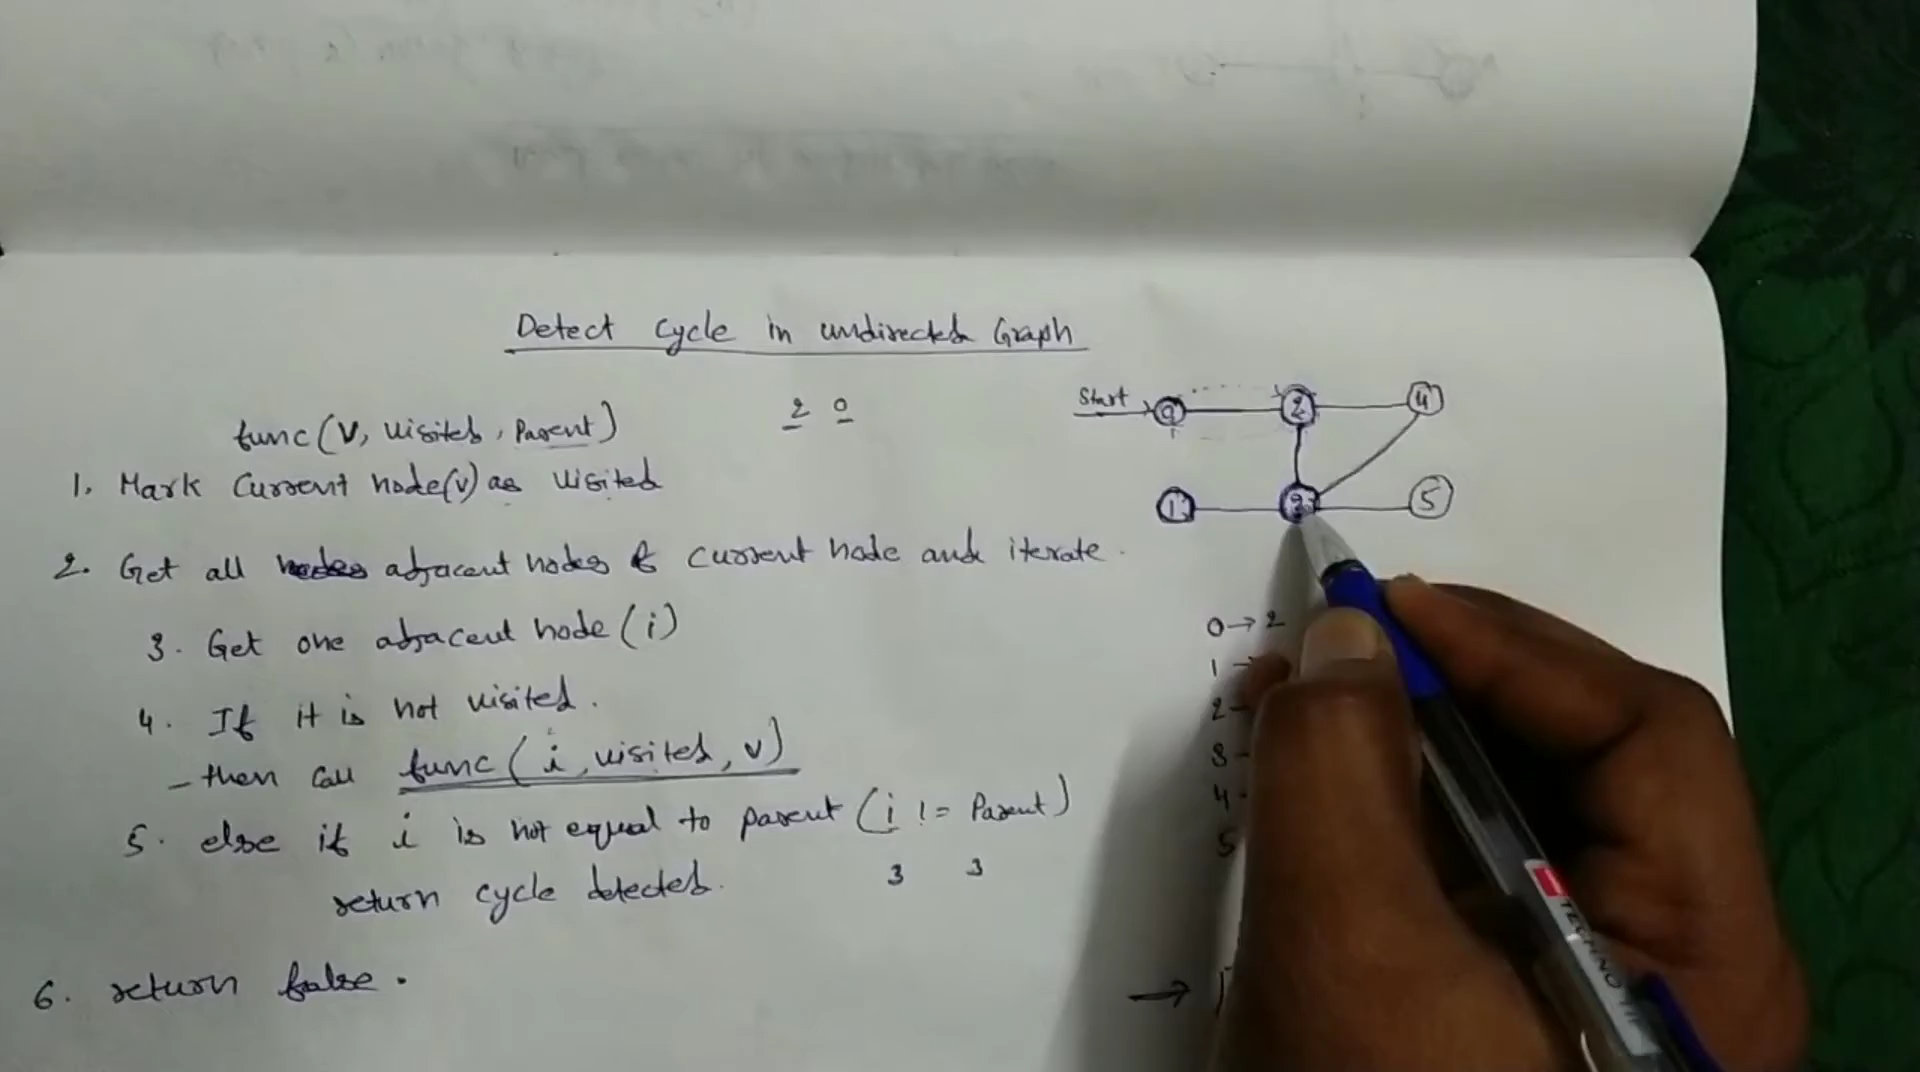 Detect cycle in undirected Graph
func(V, visited, Parent)
2 0
1. Mark Current node(v) as visited
2. Get all adjacent nodes & current node and iterate.
3. Get one adjacent node (i)
4. If it is not visited.
- then call func(i, visited, v)
5. else if i is not equal to parent (i != Parent)
3 3
return cycle detected.
6. return false.
Start
0 2 4
1 3 5
0 → 2
1 →
2 -
3 -
4 -
5
→
TECHNO